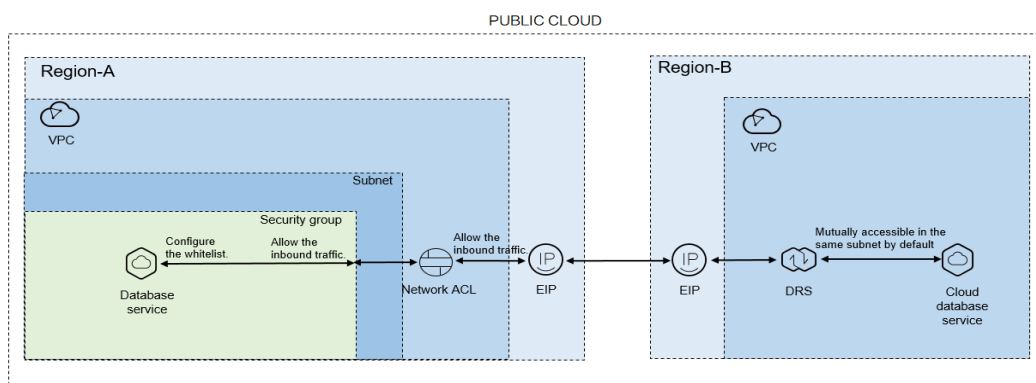 PUBLIC CLOUD
Region-A
VPC
Subnet
Security group
Configure
the whitelist.
Allow the
inbound traffic.
Database
service
Network ACL
Allow the
inbound traffic
IP
EIP
Region-B
VPC
IP
EIP
DRS
Mutually accessible in the
same subnet by default
Cloud
database
service